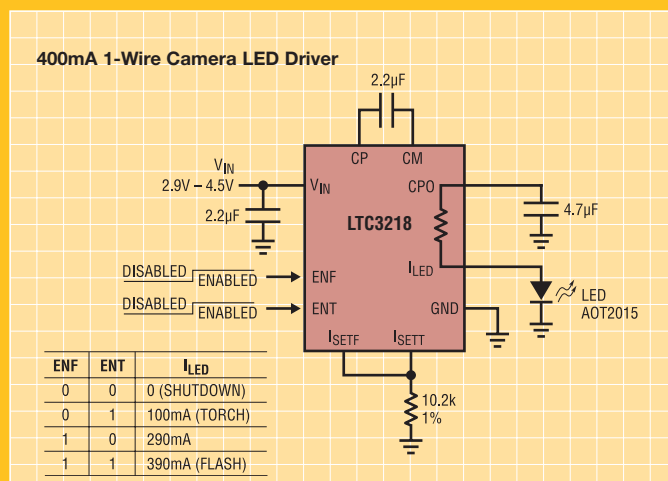 400mA 1-Wire Camera LED Driver
2.2µF
CP CM
VIN
2.9V – 4.5V
VIN
CPO
2.2µF
LTC3218
4.7µF
DISABLED ENABLED
ENF
ILED
DISABLED ENABLED
ENT
GND
LED
AOT2015
ISETF ISETT
10.2k
1%
ENF ENT ILED
0 0 0 (SHUTDOWN)
0 1 100mA (TORCH)
1 0 290mA
1 1 390mA (FLASH)